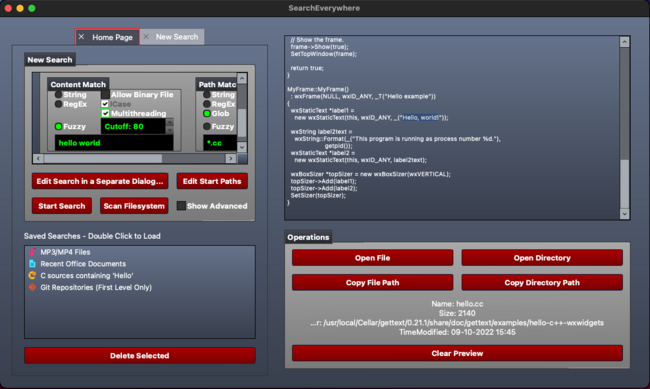 SearchEverywhere
✕ Home Page
✕ New Search
New Search
Content Match
String
RegEx
Fuzzy
Allow Binary File
ICase
Multithreading
Cutoff: 80
hello world
Path Matc
String
RegEx
Glob
Fuzzy
*.cc
Edit Search in a Separate Dialog...
Edit Start Paths
Start Search
Scan Filesystem
Show Advanced
Saved Searches - Double Click to Load
MP3/MP4 Files
Recent Office Documents
C sources containing 'Hello'
Git Repositories (First Level Only)
Delete Selected
// Show the frame.
frame->Show(true);
SetTopWindow(frame);
return true;
}
MyFrame::MyFrame()
: wxFrame(NULL, wxID_ANY, _T("Hello example"))
{
wxStaticText *label1 =
new wxStaticText(this, wxID_ANY, _("Hello, world!"));
wxString label2text =
wxString::Format(_("This program is running as process number %d."),
getpid());
wxStaticText *label2 =
new wxStaticText(this, wxID_ANY, label2text);
wxBoxSizer *topSizer = new wxBoxSizer(wxVERTICAL);
topSizer->Add(label1);
topSizer->Add(label2);
SetSizer(topSizer);
}
Operations
Open File
Open Directory
Copy File Path
Copy Directory Path
Name: hello.cc
Size: 2140
...r: /usr/local/Cellar/gettext/0.21.1/share/doc/gettext/examples/hello-c++-wxwidgets
TimeModified: 09-10-2022 15:45
Clear Preview